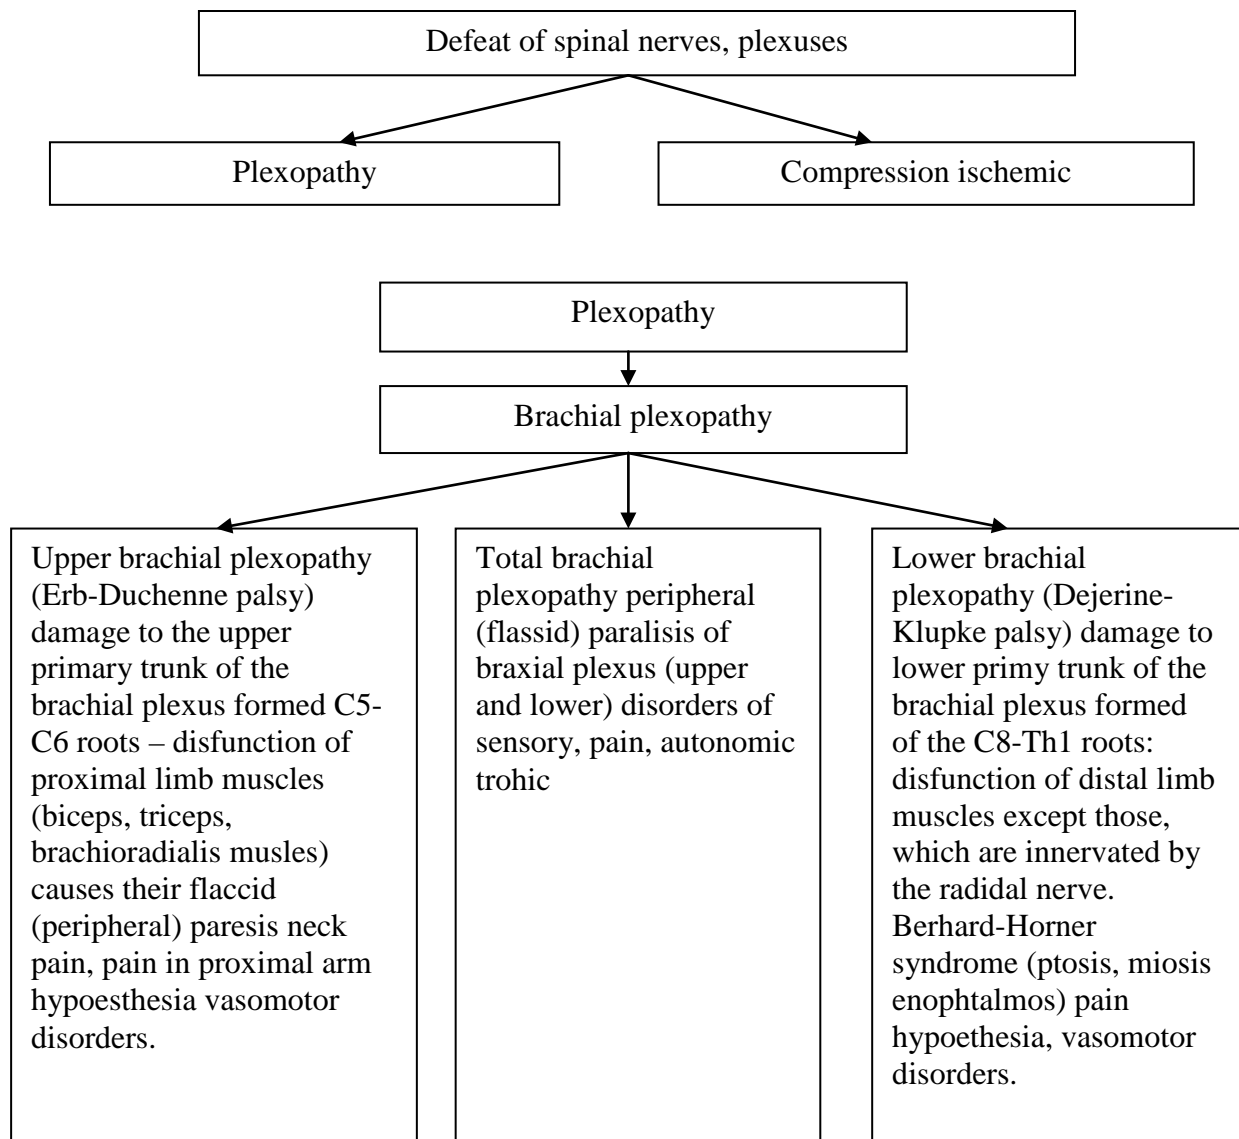 Defeat of spinal nerves, plexuses
Plexopathy
Compression ischemic
Plexopathy
Brachial plexopathy
Upper brachial plexopathy
(Erb-Duchenne palsy)
damage to the upper
primary trunk of the
brachial plexus formed C5-
C6 roots – disfunction of
proximal limb muscles
(biceps, triceps,
brachioradialis musles)
causes their flaccid
(peripheral) paresis neck
pain, pain in proximal arm
hypoesthesia vasomotor
disorders.
Total brachial
plexopathy peripheral
(flassid) paralisis of
braxial plexus (upper
and lower) disorders of
sensory, pain, autonomic
trohic
Lower brachial
plexopathy (Dejerine-
Klupke palsy) damage to
lower primy trunk of the
brachial plexus formed
of the C8-Th1 roots:
disfunction of distal limb
muscles except those,
which are innervated by
the radidal nerve.
Berhard-Horner
syndrome (ptosis, miosis
enophtalmos) pain
hypoethesia, vasomotor
disorders.